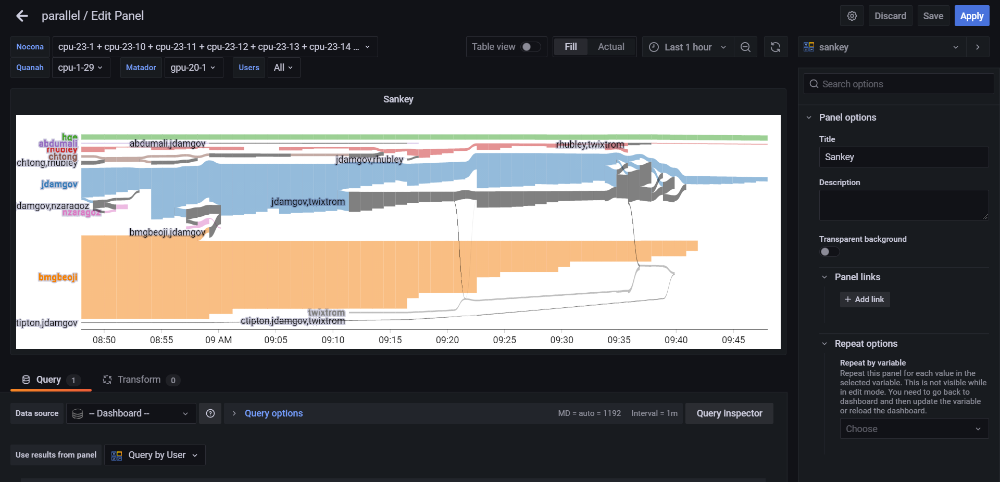 parallel / Edit Panel
Discard
Save
Apply
Nocona
cpu-23-1 + cpu-23-10 + cpu-23-11 + cpu-23-12 + cpu-23-13 + cpu-23-14 ...
Table view
Fill
Actual
Last 1 hour
sankey
Quanah
cpu-1-29
Matador
gpu-20-1
Users
All
Search options
Sankey
hge
abdumali
rhubley
chtong
chtong,rhubley
jdamgov
damgov,nzaragoz
nzaragoz
bmgbeoji
tipton,jdamgov
abdumali,jdamgov
rhubley,twixtrom
jdamgov,rhubley
jdamgov,twixtrom
bmgbeoji,jdamgov
twixtrom
ctipton,jdamgov,twixtrom
08:50
08:55
09 AM
09:05
09:10
09:15
09:20
09:25
09:30
09:35
09:40
09:45
Panel options
Title
Sankey
Description
Transparent background
Panel links
+ Add link
Repeat options
Repeat by variable
Repeat this panel for each value in the
selected variable. This is not visible while
in edit mode. You need to go back to
dashboard and then update the variable
or reload the dashboard.
Choose
Query 1
Transform 0
Data source
-- Dashboard --
Query options
MD = auto = 1192
Interval = 1m
Query inspector
Use results from panel
Query by User